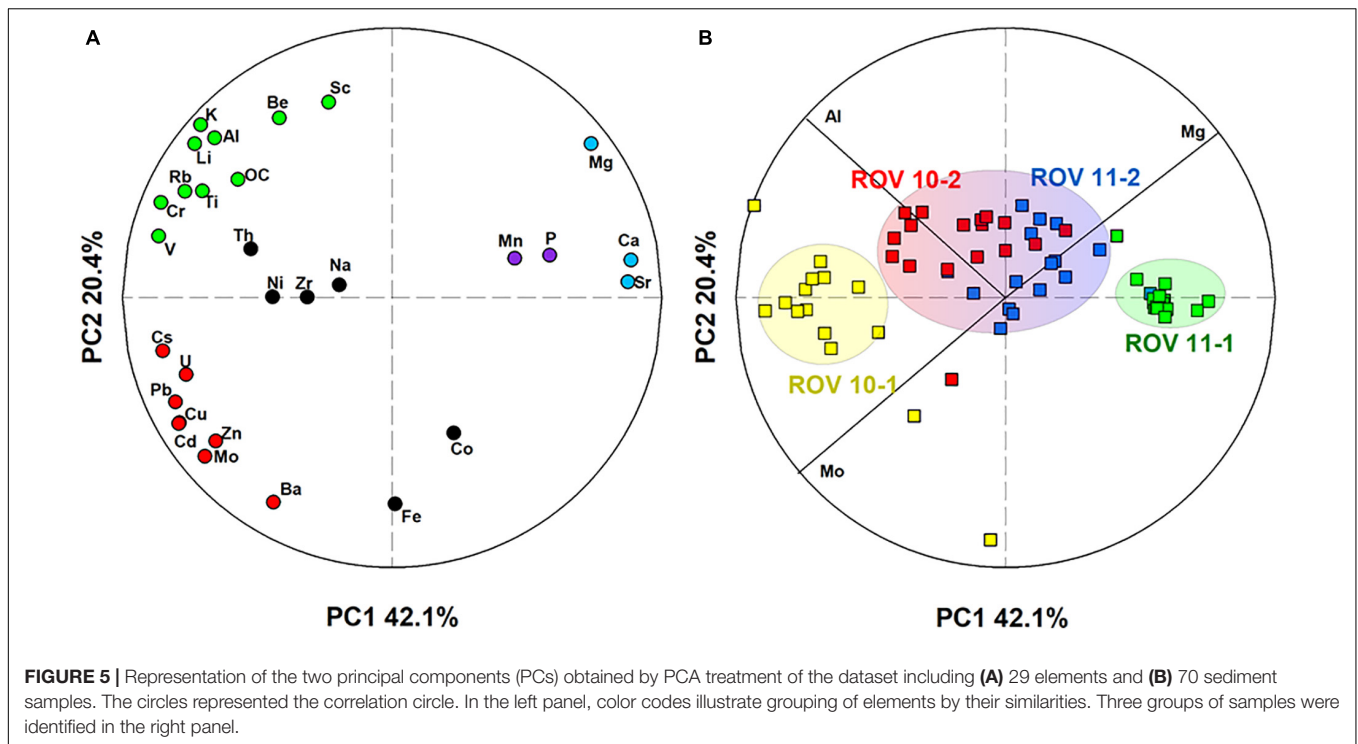 A
B
Sc
Be
K
Al
Li
Mg
OC
Rb
Ti
Cr
V
Th
Mn
P
Ca
Na
Ni
Zr
Sr
Cs
U
Pb
Cu
Cd
Zn
Mo
Co
Ba
Fe
PC2 20.4%
PC1 42.1%
Al
Mg
ROV 10-2
ROV 11-2
ROV 11-1
ROV 10-1
Mo
PC2 20.4%
PC1 42.1%
FIGURE 5 | Representation of the two principal components (PCs) obtained by PCA treatment of the dataset including (A) 29 elements and (B) 70 sediment
samples. The circles represented the correlation circle. In the left panel, color codes illustrate grouping of elements by their similarities. Three groups of samples were
identified in the right panel.